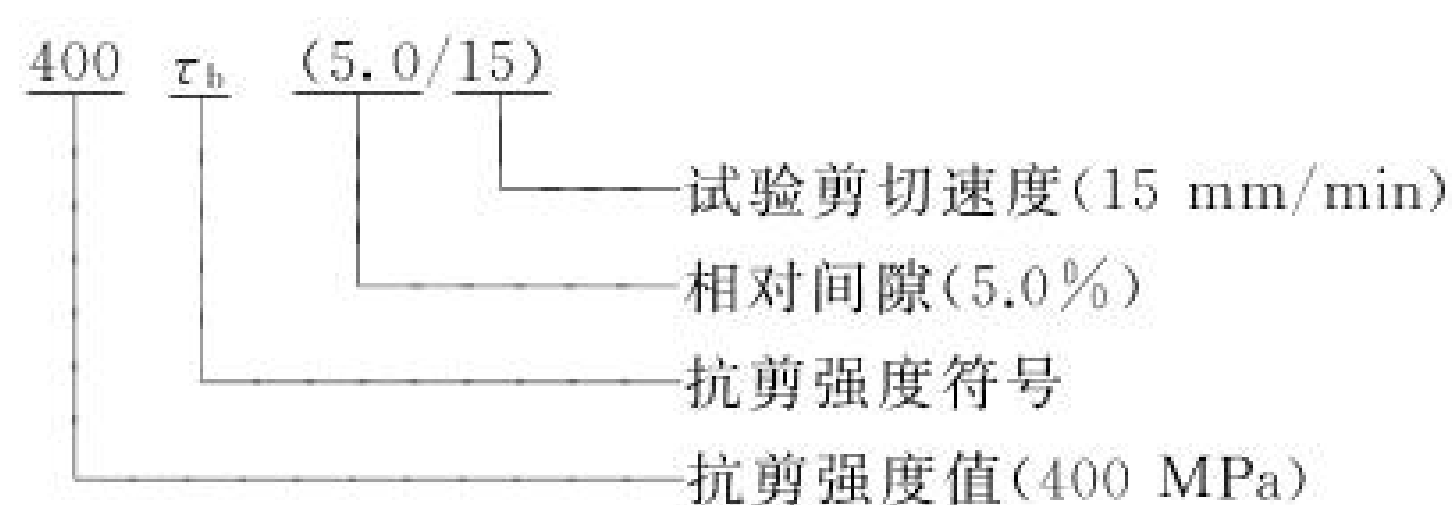 400 τb (5.0/15)
试验剪切速度(15 mm/min)
相对间隙(5.0%)
抗剪强度符号
抗剪强度值(400 MPa)